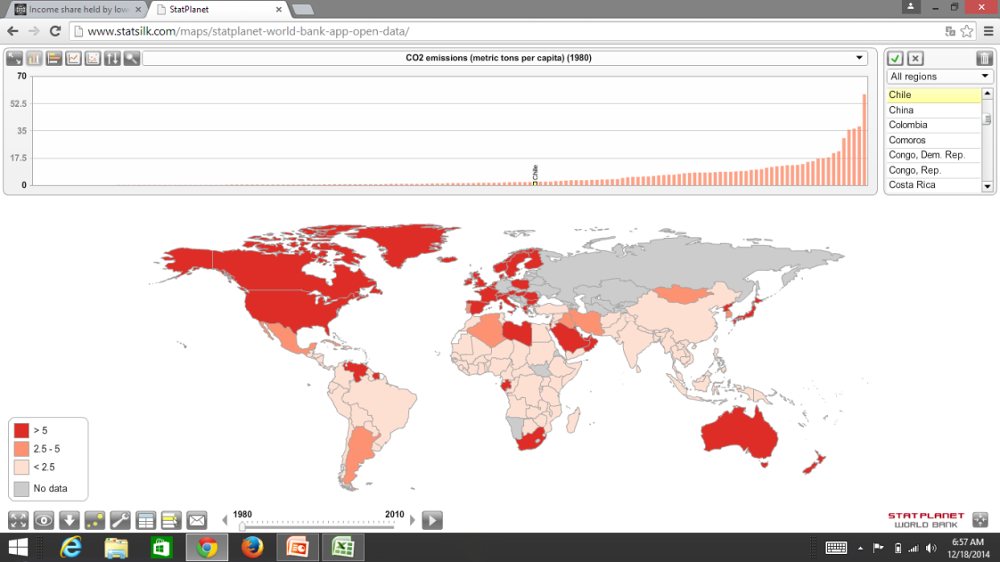 Income share held by low
StatPlanet
www.statsilk.com/maps/statplanet-world-bank-app-open-data/
CO2 emissions (metric tons per capita) (1980)
70
52.5
35
17.5
0
Chile
All regions
Chile
China
Colombia
Comoros
Congo, Dem. Rep.
Congo, Rep.
Costa Rica
> 5
2.5 - 5
< 2.5
No data
1980
2010
STATPLANET
WORLD BANK
6:57 AM
12/18/2014